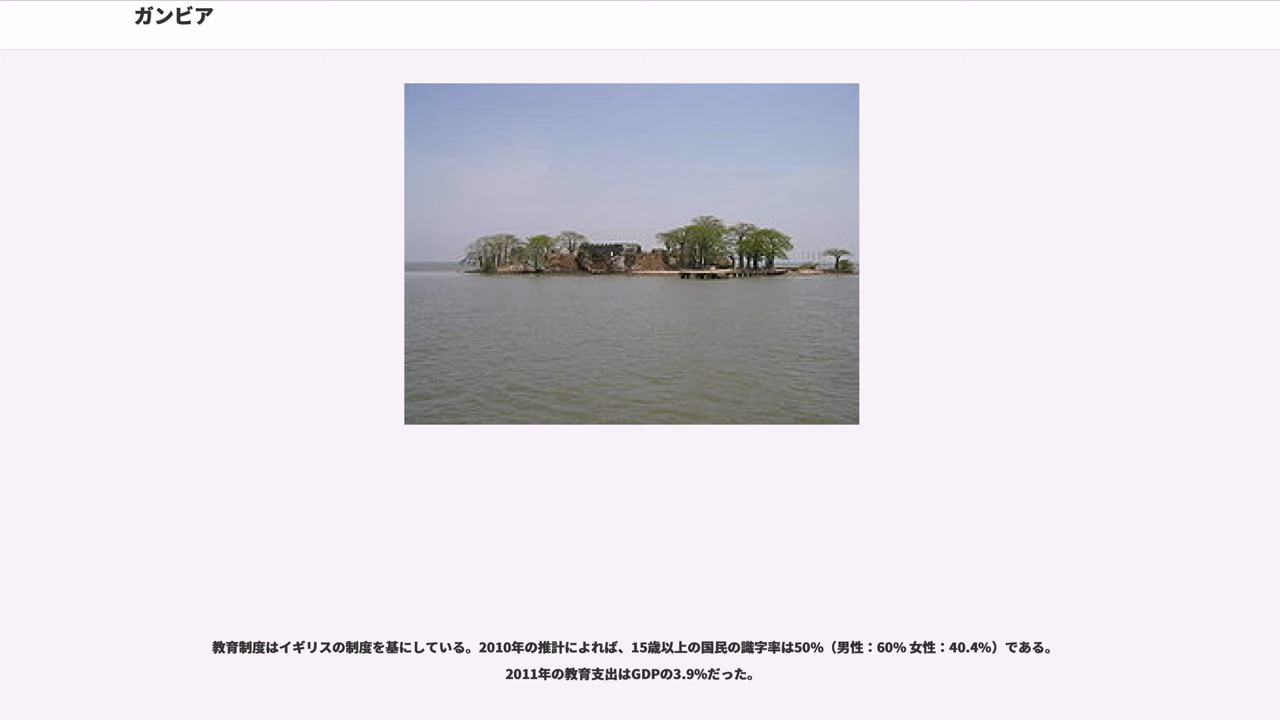 ガンビア
教育制度はイギリスの制度を基にしている。2010年の推計によれば、15歳以上の国民の識字率は50%（男性：60% 女性：40.4%）である。
2011年の教育支出はGDPの3.9%だった。